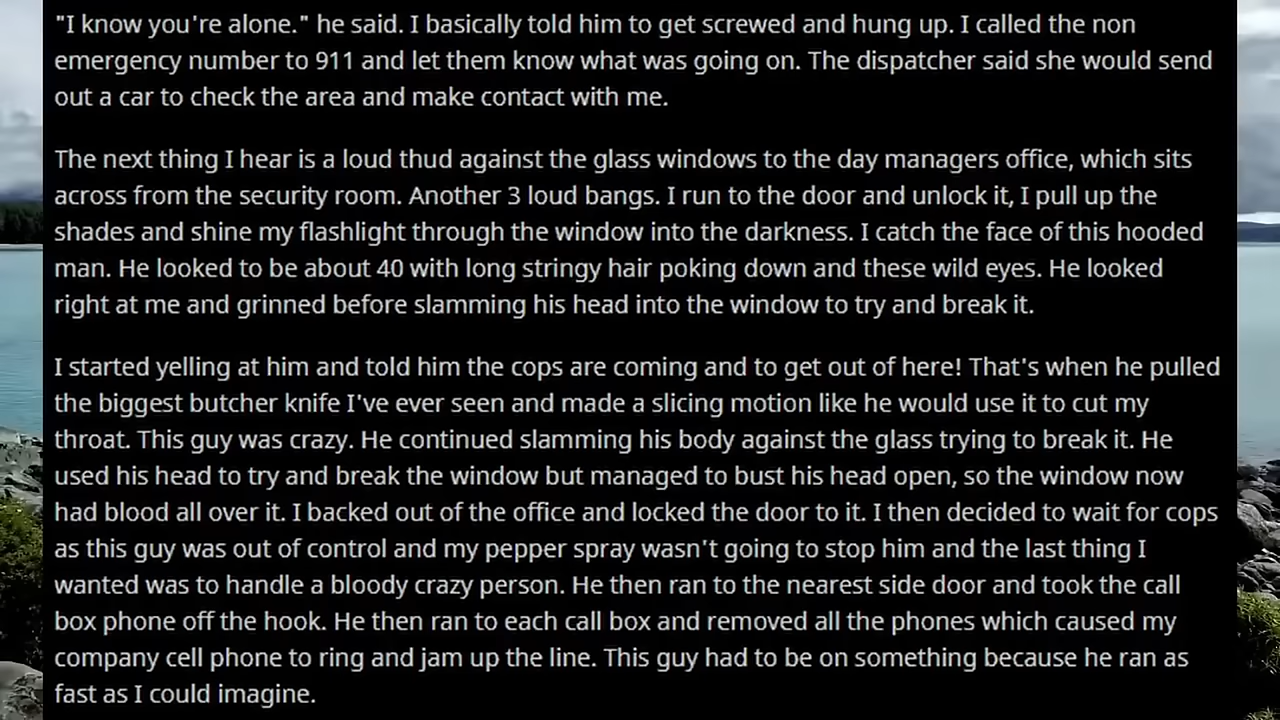 "I know you're alone." he said. I basically told him to get screwed and hung up. I called the non
emergency number to 911 and let them know what was going on. The dispatcher said she would send
out a car to check the area and make contact with me.
The next thing I hear is a loud thud against the glass windows to the day managers office, which sits
across from the security room. Another 3 loud bangs. I run to the door and unlock it, I pull up the
shades and shine my flashlight through the window into the darkness. I catch the face of this hooded
man. He looked to be about 40 with long stringy hair poking down and these wild eyes. He looked
right at me and grinned before slamming his head into the window to try and break it.
I started yelling at him and told him the cops are coming and to get out of here! That's when he pulled
the biggest butcher knife I've ever seen and made a slicing motion like he would use it to cut my
throat. This guy was crazy. He continued slamming his body against the glass trying to break it. He
used his head to try and break the window but managed to bust his head open, so the window now
had blood all over it. I backed out of the office and locked the door to it. I then decided to wait for cops
as this guy was out of control and my pepper spray wasn't going to stop him and the last thing I
wanted was to handle a bloody crazy person. He then ran to the nearest side door and took the call
box phone off the hook. He then ran to each call box and removed all the phones which caused my
company cell phone to ring and jam up the line. This guy had to be on something because he ran as
fast as I could imagine.